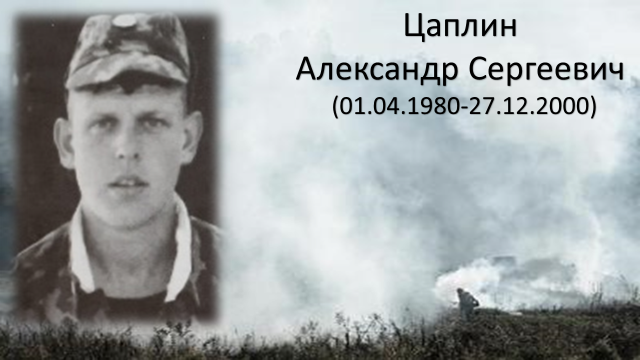 Цаплин
Александр Сергеевич
(01.04.1980-27.12.2000)